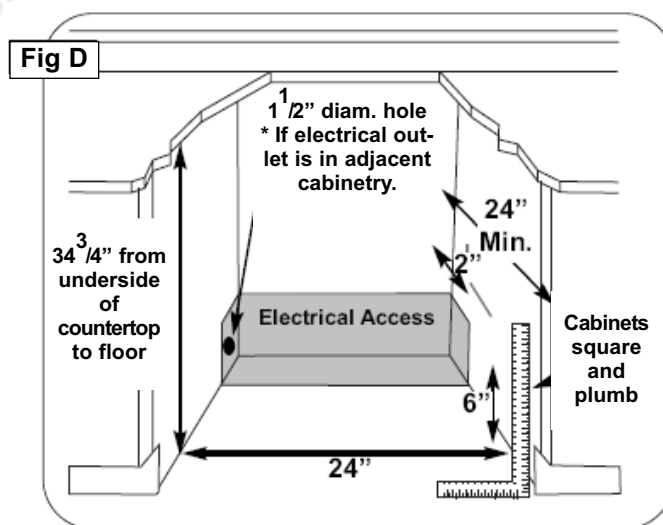 Fig D
1 1/2” diam. hole
* If electrical out-
let is in adjacent
cabinetry.
24”
Min.
2”
34 3/4” from
underside
of
countertop
to floor
Electrical Access
Cabinets
square
and
plumb
6”
24”